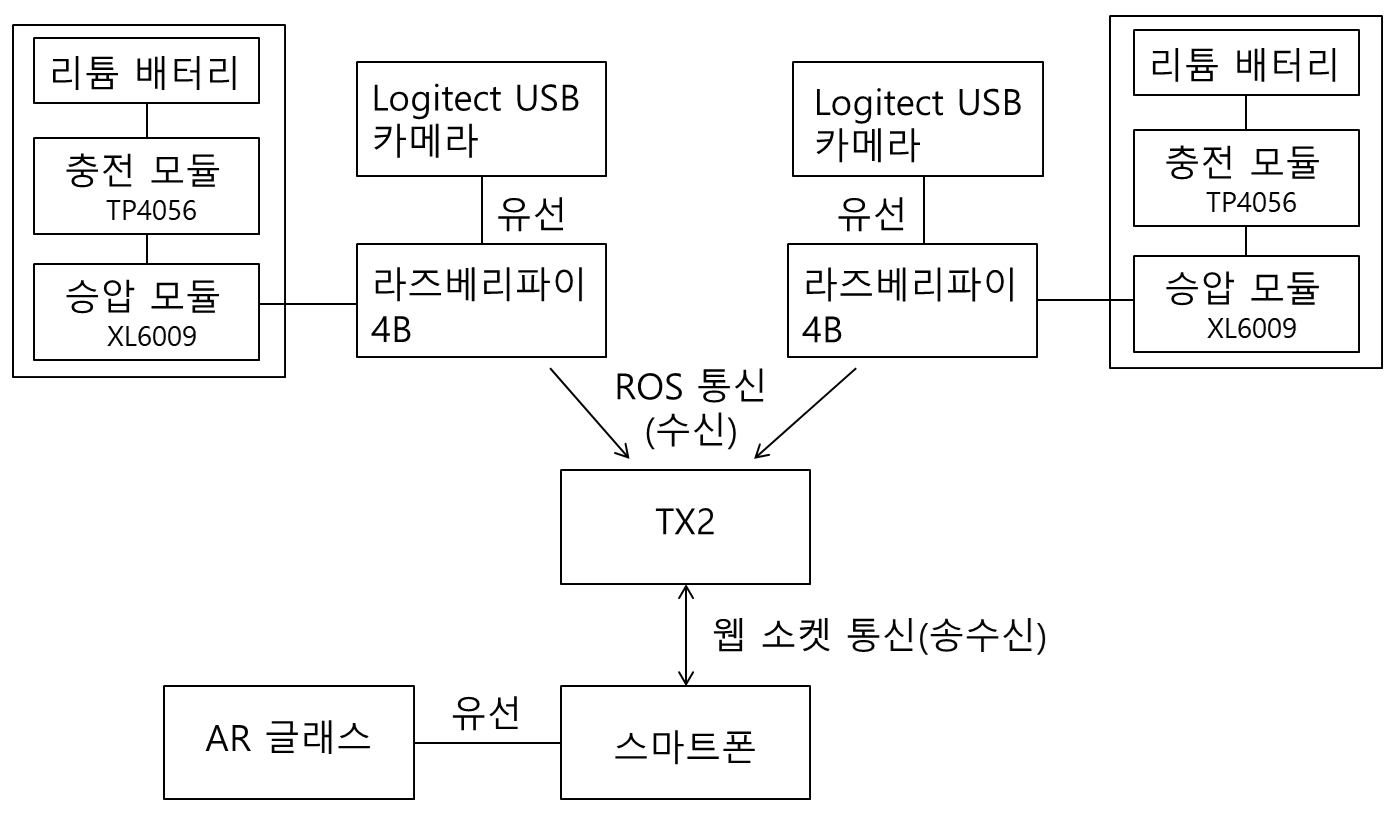 리튬 배터리
충전 모듈
TP4056
승압 모듈
XL6009
Logitect USB
카메라
유선
라즈베리파이
4B
Logitect USB
카메라
유선
라즈베리파이
4B
리튬 배터리
충전 모듈
TP4056
승압 모듈
XL6009
ROS 통신
(수신)
TX2
웹 소켓 통신(송수신)
AR 글래스
유선
스마트폰